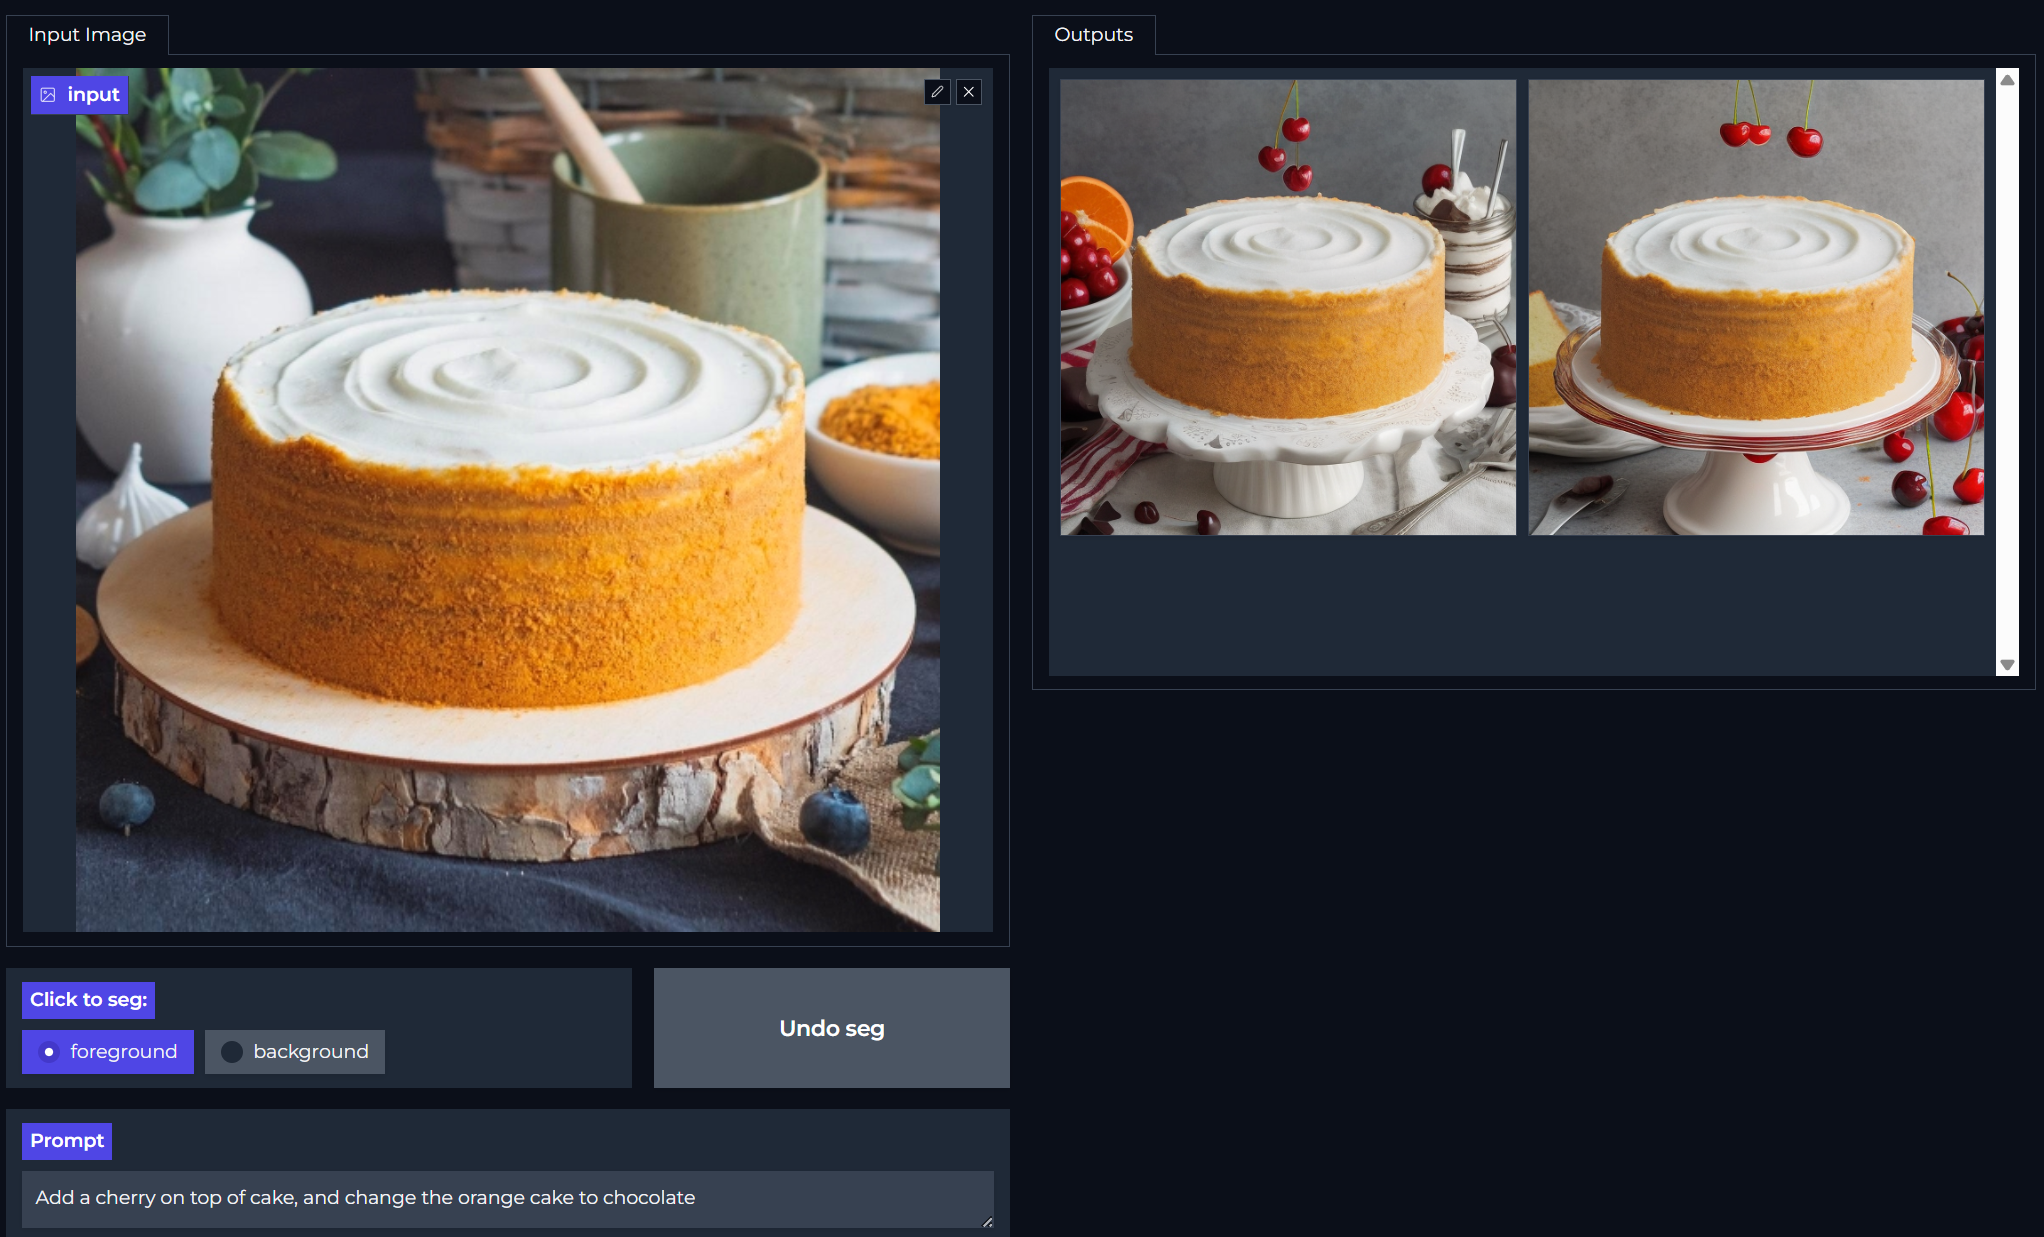 Input Image
Outputs
input
Click to seg:
foreground
background
Undo seg
Prompt
Add a cherry on top of cake, and change the orange cake to chocolate